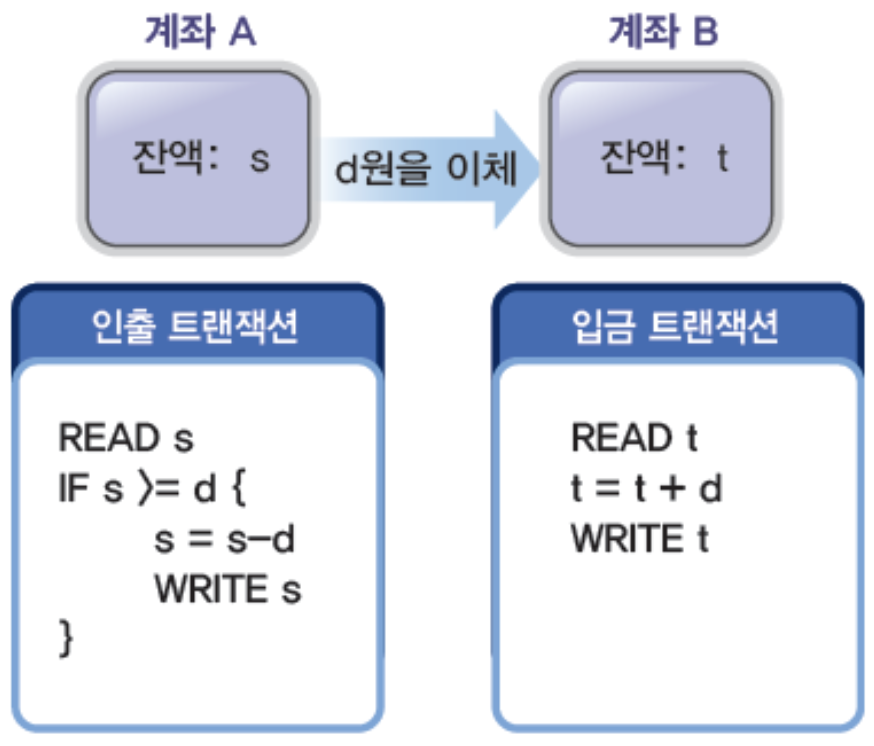 계좌 A
계좌 B
잔액: s
d원을 이체
잔액: t
인출 트랜잭션
READ s
IF s >= d {
s = s-d
WRITE s
}
입금 트랜잭션
READ t
t = t + d
WRITE t